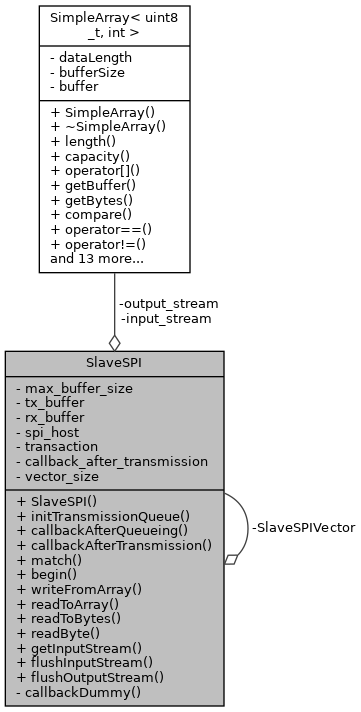 SimpleArray< uint8
_t, int >
- dataLength
- bufferSize
- buffer
+ SimpleArray()
+ ~SimpleArray()
+ length()
+ capacity()
+ operator[]()
+ getBuffer()
+ getBytes()
+ compare()
+ operator==()
+ operator!=()
and 13 more...
-output_stream
-input_stream
SlaveSPI
- max_buffer_size
- tx_buffer
- rx_buffer
- spi_host
- transaction
- callback_after_transmission
- vector_size
+ SlaveSPI()
+ initTransmissionQueue()
+ callbackAfterQueueing()
+ callbackAfterTransmission()
+ match()
+ begin()
+ writeFromArray()
+ readToArray()
+ readToBytes()
+ readByte()
+ getInputStream()
+ flushInputStream()
+ flushOutputStream()
- callbackDummy()
-SlaveSPIVector